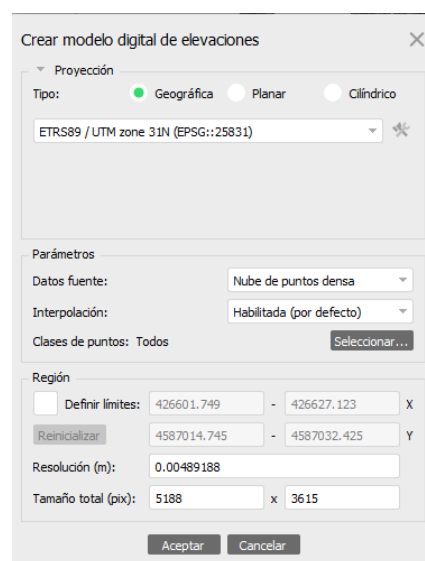 Crear modelo digital de elevaciones
Proyección
Tipo: Geográfica Planar Cilíndrico
ETRS89 / UTM zone 31N (EPSG::25831)
Parámetros
Datos fuente: Nube de puntos densa
Interpolación: Habilitada (por defecto)
Clases de puntos: Todos Seleccionar...
Región
Definir límites: 426601.749 - 426627.123 X
Reinicializar 4587014.745 - 4587032.425 Y
Resolución (m): 0.00489188
Tamaño total (pix): 5188 x 3615
Aceptar Cancelar